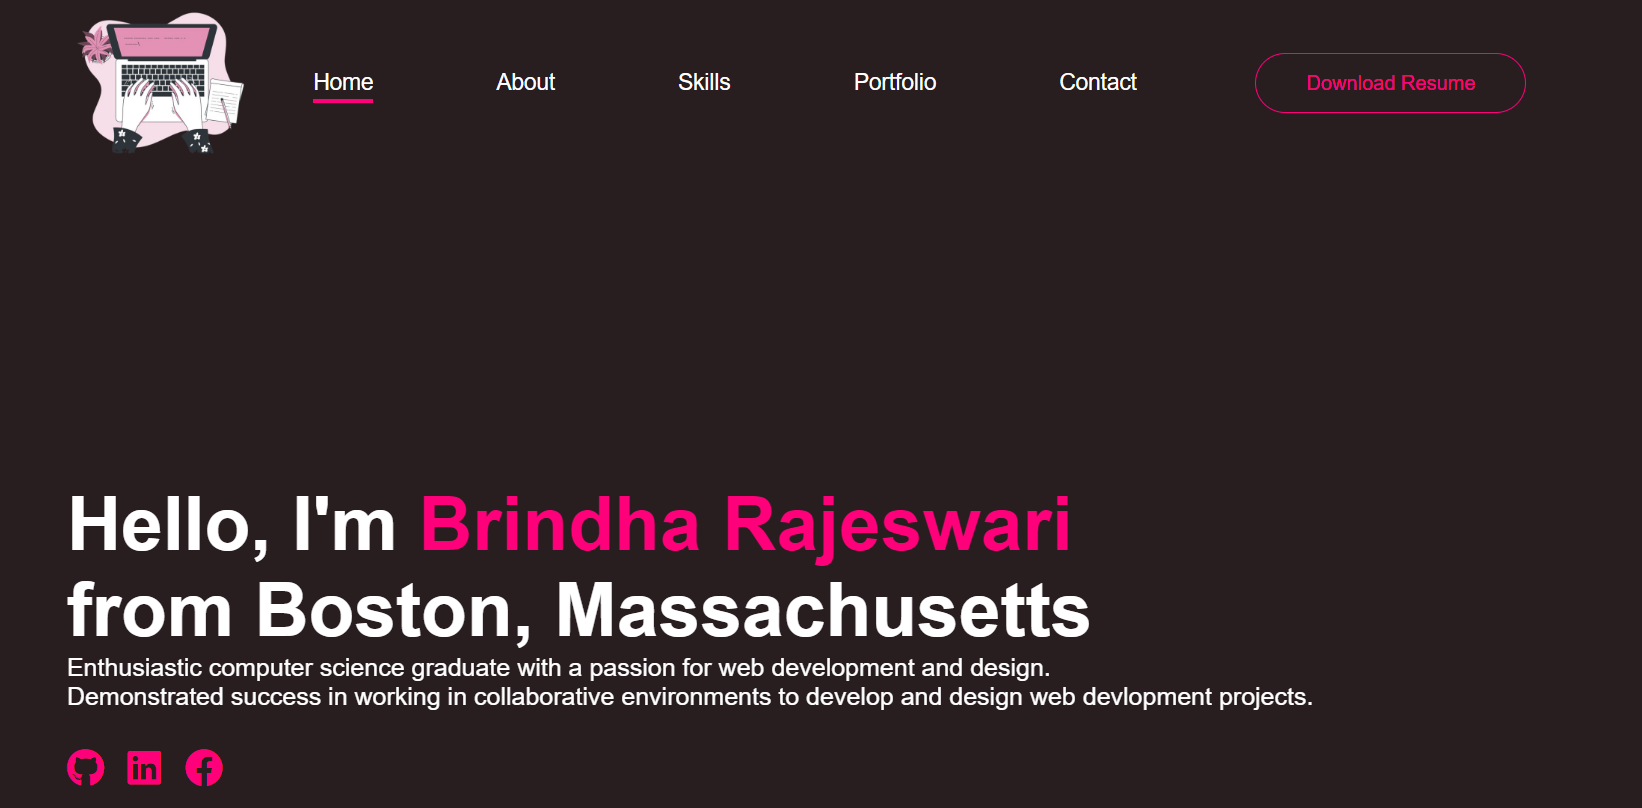 Home About Skills Portfolio Contact Download Resume
Hello, I'm Brindha Rajeswari
from Boston, Massachusetts
Enthusiastic computer science graduate with a passion for web development and design.
Demonstrated success in working in collaborative environments to develop and design web devlopment projects.
in